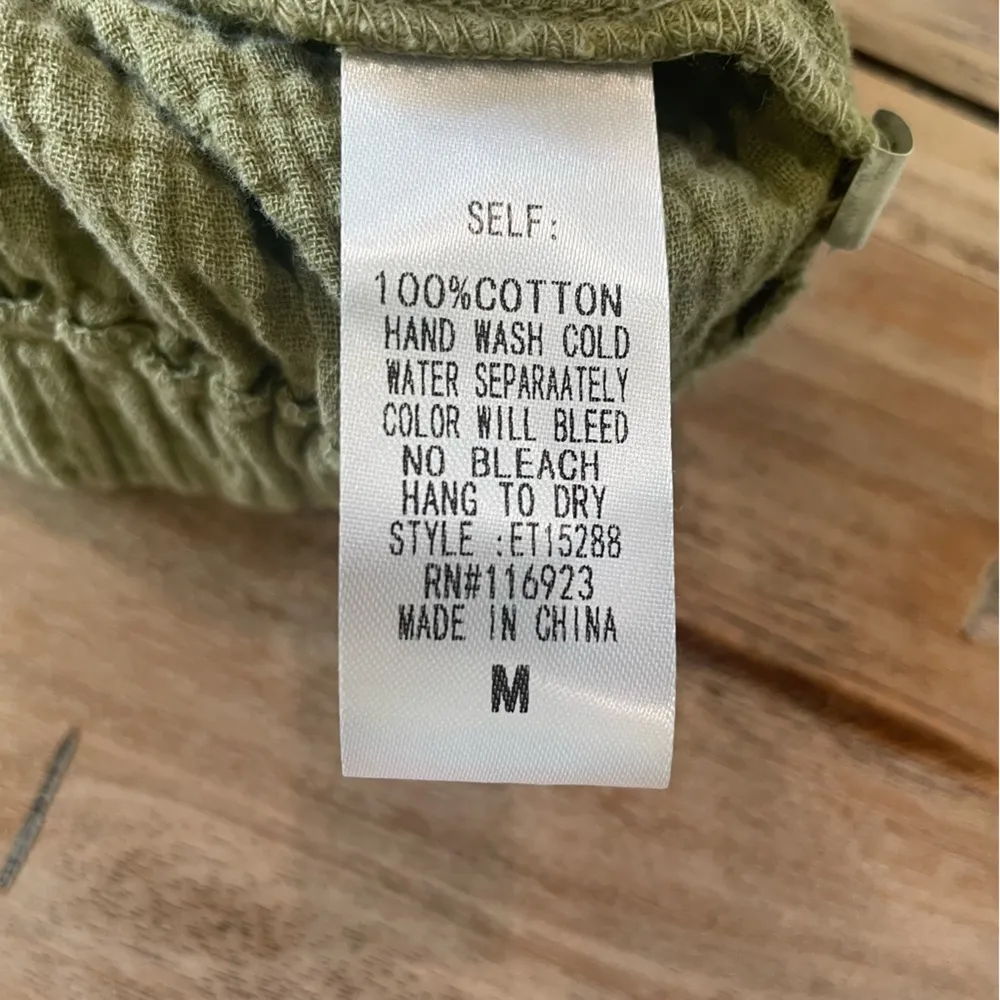 SELF:
100%COTTON
HAND WASH COLD
WATER SEPARAATELY
COLOR WILL BLEED
NO BLEACH
HANG TO DRY
STYLE :ET15288
RN#116923
MADE IN CHINA
M